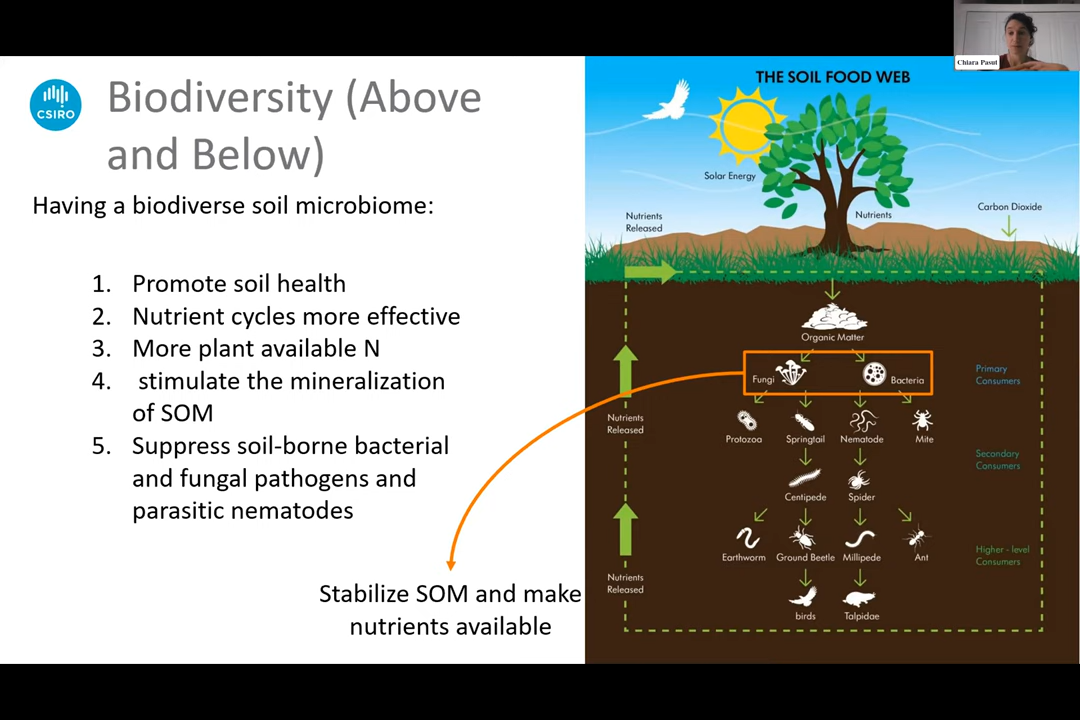 Chiara Pasut
CSIRO
Biodiversity (Above
and Below)
Having a biodiverse soil microbiome:
1. Promote soil health
2. Nutrient cycles more effective
3. More plant available N
4. stimulate the mineralization
of SOM
5. Suppress soil-borne bacterial
and fungal pathogens and
parasitic nematodes
Stabilize SOM and make
nutrients available
THE SOIL FOOD WEB
Solar Energy
Nutrients
Released
Nutrients
Carbon Dioxide
Organic Matter
Fungi
Bacteria
Primary
Consumers
Nutrients
Released
Protozoa
Springtail
Nematode
Mite
Secondary
Consumers
Centipede
Spider
Earthworm
Ground Beetle
Millipede
Ant
Higher - level
Consumers
Nutrients
Released
birds
Talpidae